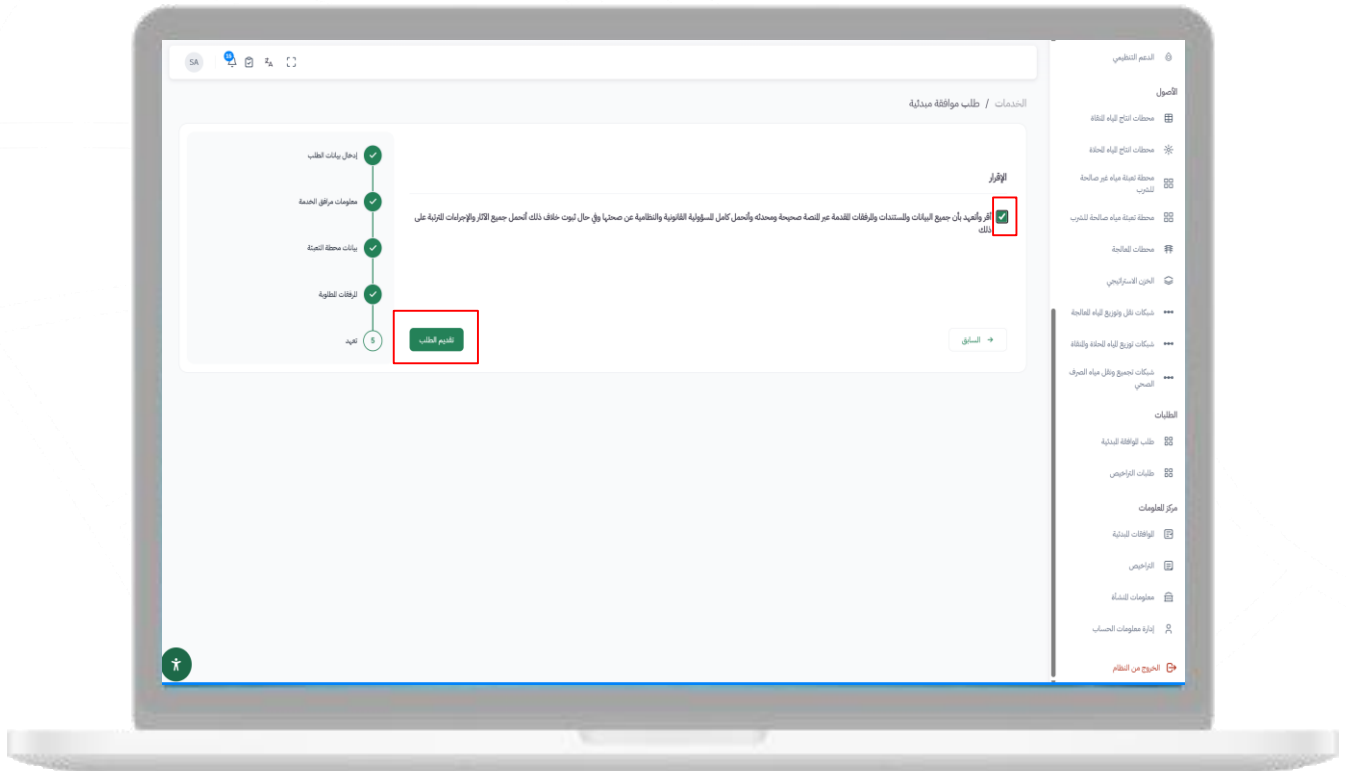 SA
الدعم التنظيمي
الأصول
محطات انتاج المياه المنقاة
محطات انتاج المياه المحلاة
محطة تعبئة مياه غير صالحة
للشرب
محطة تعبئة مياه صالحة للشرب
محطات المعالجة
الخزن الاستراتيجي
شبكات نقل وتوزيع المياه المعالجة
شبكات توزيع المياه المحلاة والمنقاة
شبكات تجميع ونقل مياه الصرف
الصحي
الطلبات
طلب الموافقة المبدئية
طلبات التراخيص
مركز المعلومات
الموافقات المبدئية
التراخيص
معلومات المنشأة
إدارة معلومات الحساب
الخروج من النظام
الخدمات / طلب موافقة مبدئية
الإقرار
أقر وأتعهد بأن جميع البيانات والمستندات والمرفقات المقدمة عبر المنصة صحيحة ومحدثه وأتحمل كامل المسؤولية القانونية والنظامية عن صحتها وفي حال ثبوت خلاف ذلك أتحمل جميع الآثار والإجراءات المترتبة على
ذلك
السابق
تقديم الطلب
إدخال بيانات الطلب
معلومات مرافق الخدمة
بيانات محطة التعبئة
المرفقات المطلوبة
5 تعهد